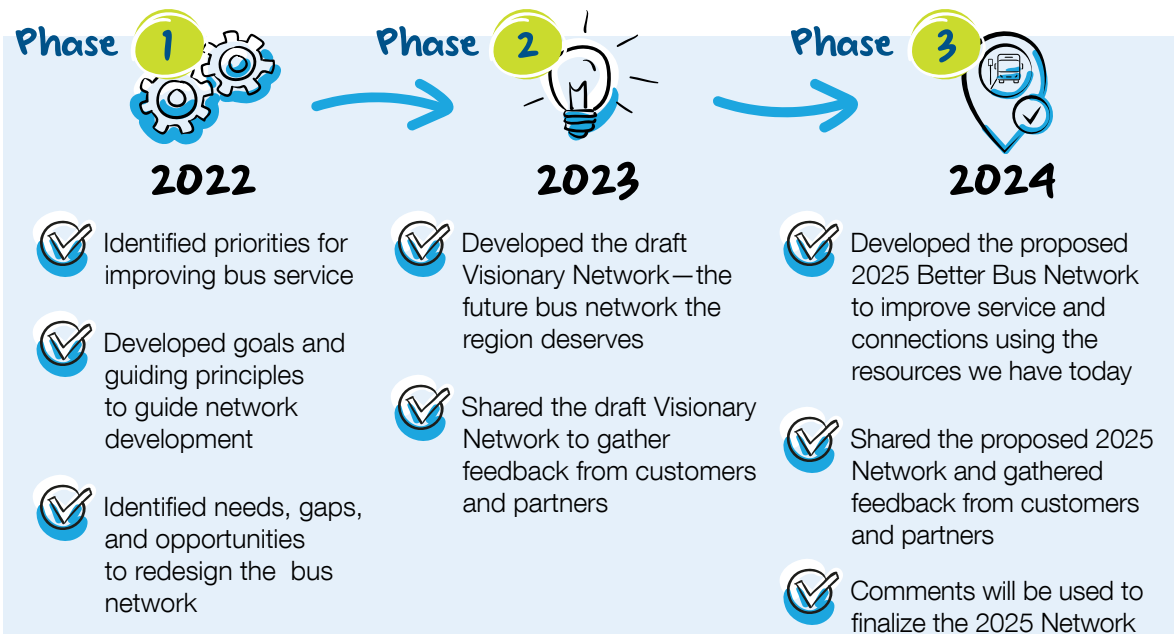 Phase 1
2022
Identified priorities for
improving bus service
Developed goals and
guiding principles
to guide network
development
Identified needs, gaps,
and opportunities
to redesign the  bus
network
Phase 2
2023
Developed the draft
Visionary Network—the
future bus network the
region deserves
Shared the draft Visionary
Network to gather
feedback from customers
and partners
Phase 3
2024
Developed the proposed
2025 Better Bus Network
to improve service and
connections using the
resources we have today
Shared the proposed 2025
Network and gathered
feedback from customers
and partners
Comments will be used to
finalize the 2025 Network